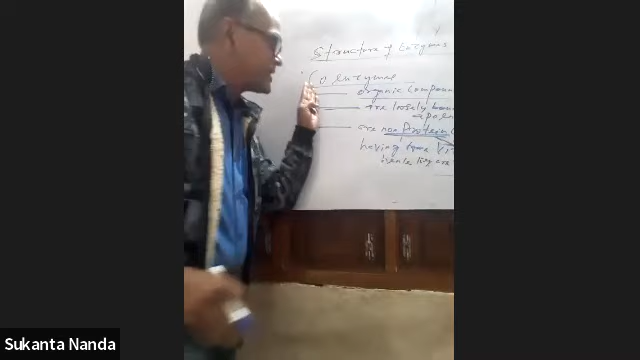 Structure of Enzymes
Co enzyme
organic compoun
are loosely boun
apoen
are non protein
having some Vi
hence they are
Sukanta Nanda